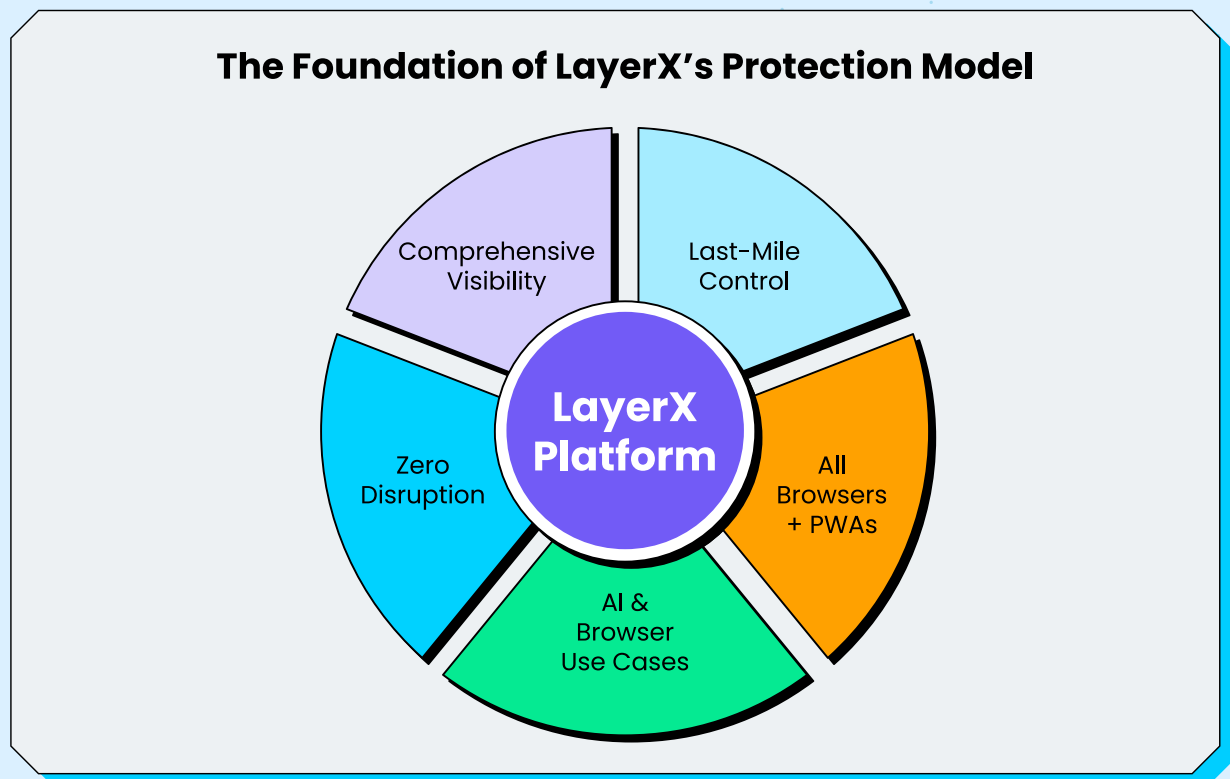 The Foundation of LayerX’s Protection Model
Comprehensive
Visibility
Last-Mile
Control
LayerX
Platform
Zero
Disruption
All
Browsers
+ PWAs
AI &
Browser
Use Cases